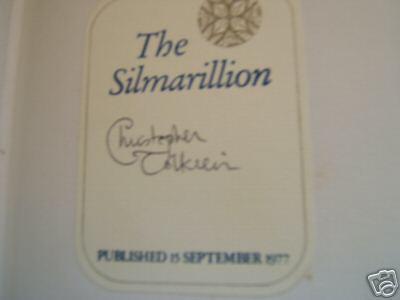 The
Silmarillion
Christopher
Tolkien
PUBLISHED 15 SEPTEMBER 1977